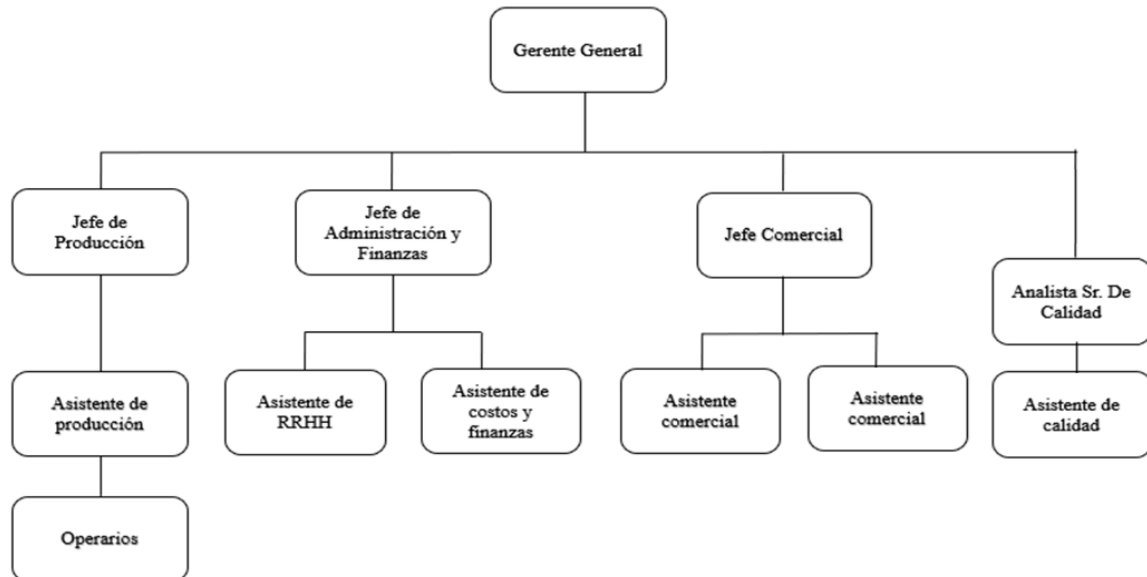 Gerente General
Jefe de
Producción
Jefe de
Administración y
Finanzas
Jefe Comercial
Analista Sr. De
Calidad
Asistente de
producción
Asistente de
RRHH
Asistente de
costos y
finanzas
Asistente
comercial
Asistente
comercial
Asistente de
calidad
Operarios